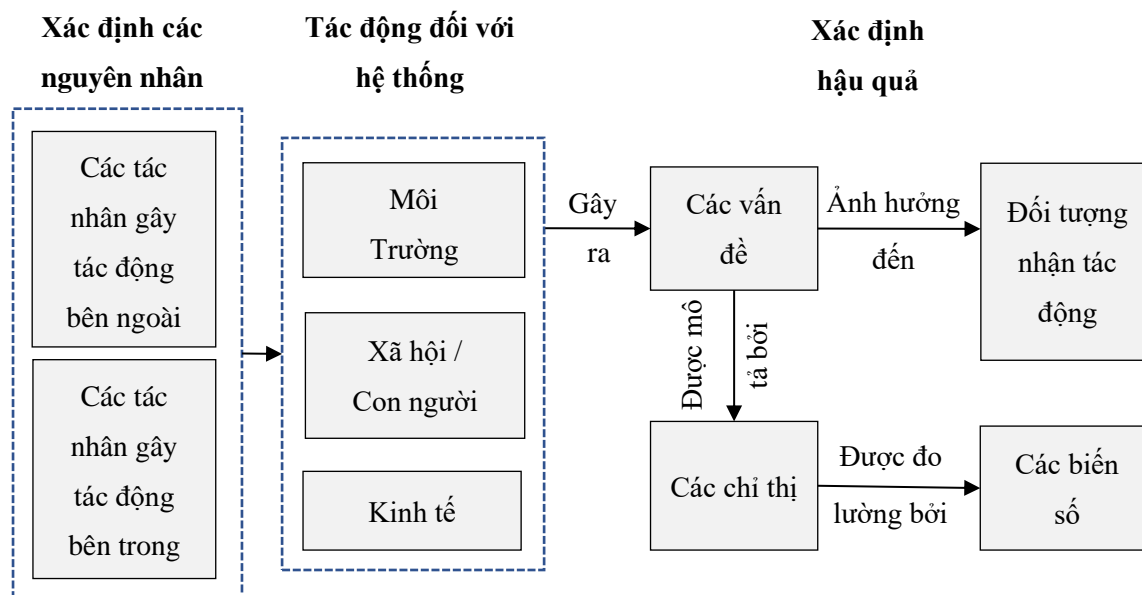 Xác định các
nguyên nhân
Tác động đối với
hệ thống
Xác định
hậu quả
Các tác
nhân gây
tác động
bên ngoài
Các tác
nhân gây
tác động
bên trong
Môi
Trường
Xã hội /
Con người
Kinh tế
Gây
ra
Các vấn
đề
Ảnh hưởng
đến
Đối tượng
nhận tác
động
Được mô
tả bởi
Các chỉ thị
Được đo
lường bởi
Các biến
số